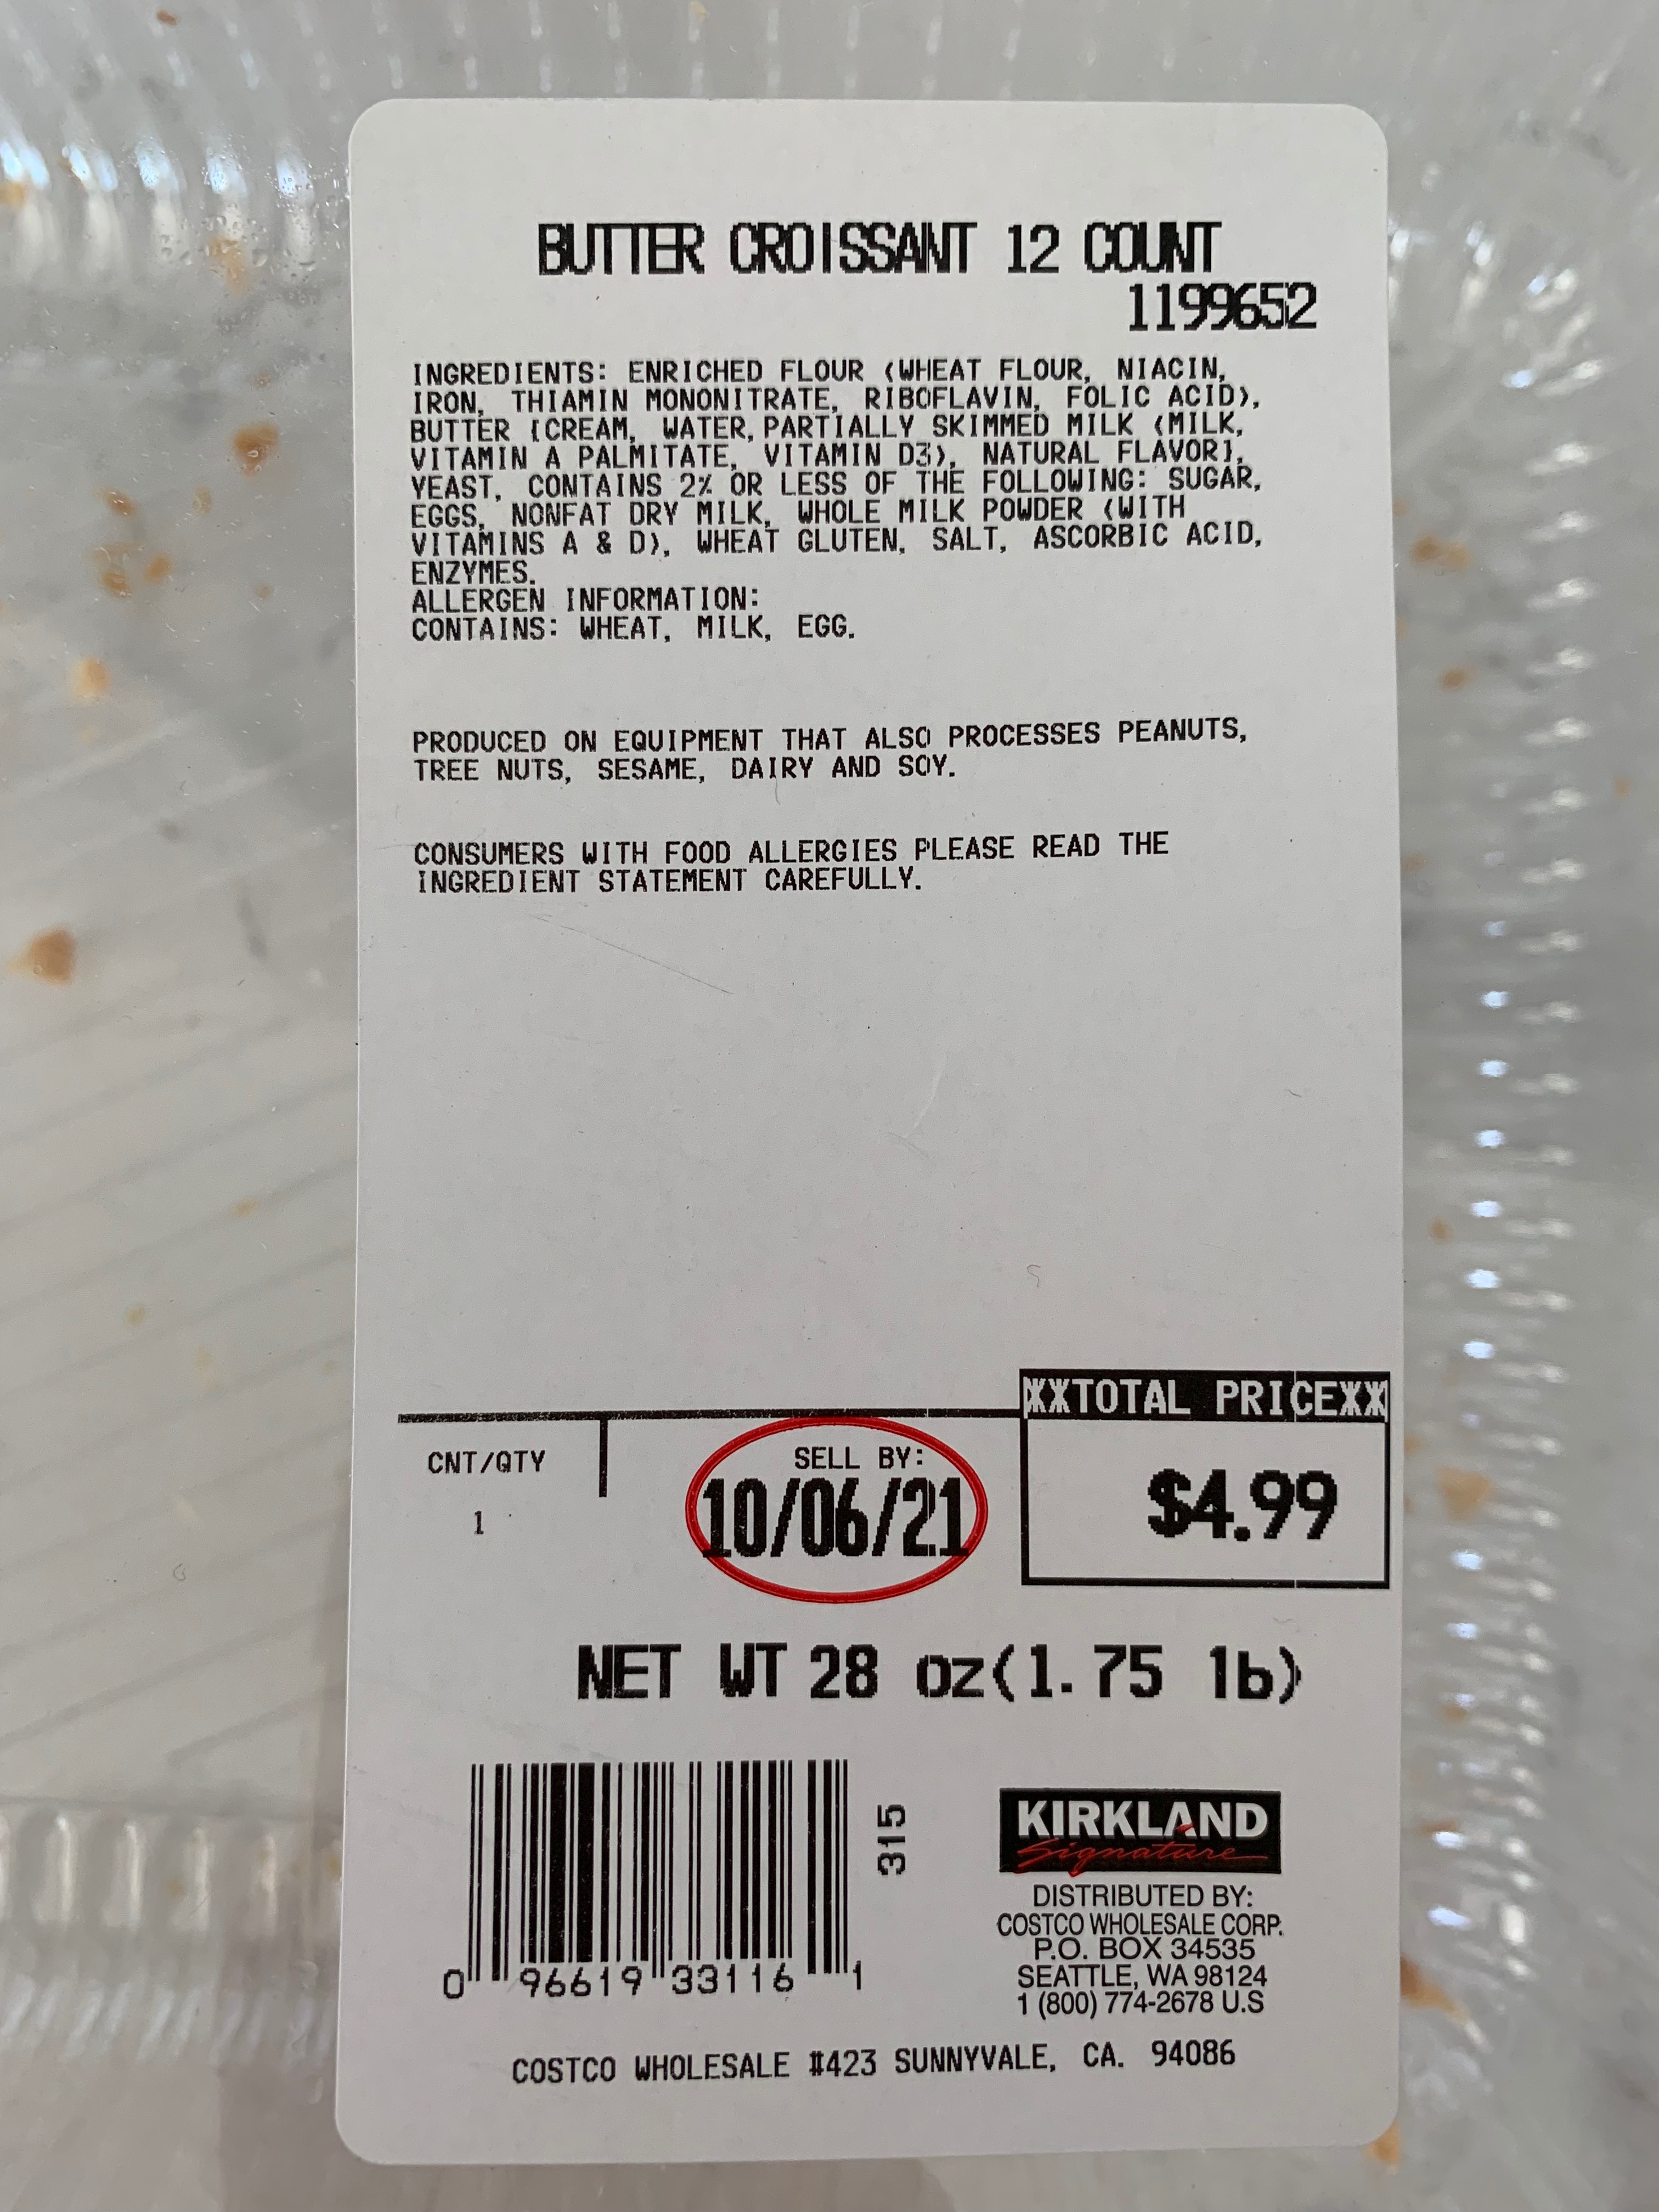 BUTTER CROISSANT 12 COUNT
1199652
INGREDIENTS: ENRICHED FLOUR (WHEAT FLOUR, NIACIN,
IRON, THIAMIN MONONITRATE, RIBOFLAVIN, FOLIC ACID),
BUTTER [CREAM, WATER, PARTIALLY SKIMMED MILK (MILK,
VITAMIN A PALMITATE, VITAMIN D3), NATURAL FLAVOR],
YEAST, CONTAINS 2% OR LESS OF THE FOLLOWING: SUGAR,
EGGS, NONFAT DRY MILK, WHOLE MILK POWDER (WITH
VITAMINS A & D), WHEAT GLUTEN, SALT, ASCORBIC ACID,
ENZYMES.
ALLERGEN INFORMATION:
CONTAINS: WHEAT, MILK, EGG.
PRODUCED ON EQUIPMENT THAT ALSO PROCESSES PEANUTS,
TREE NUTS, SESAME, DAIRY AND SOY.
CONSUMERS WITH FOOD ALLERGIES PLEASE READ THE
INGREDIENT STATEMENT CAREFULLY.
**TOTAL PRICE**
CNT/QTY
1
SELL BY:
10/06/21
$4.99
NET WT 28 oz(1.75 lb)
0 96619 33116 1
315
KIRKLAND
Signature
DISTRIBUTED BY:
COSTCO WHOLESALE CORP.
P.O. BOX 34535
SEATTLE, WA 98124
1 (800) 774-2678 U.S
COSTCO WHOLESALE #423 SUNNYVALE, CA. 94086